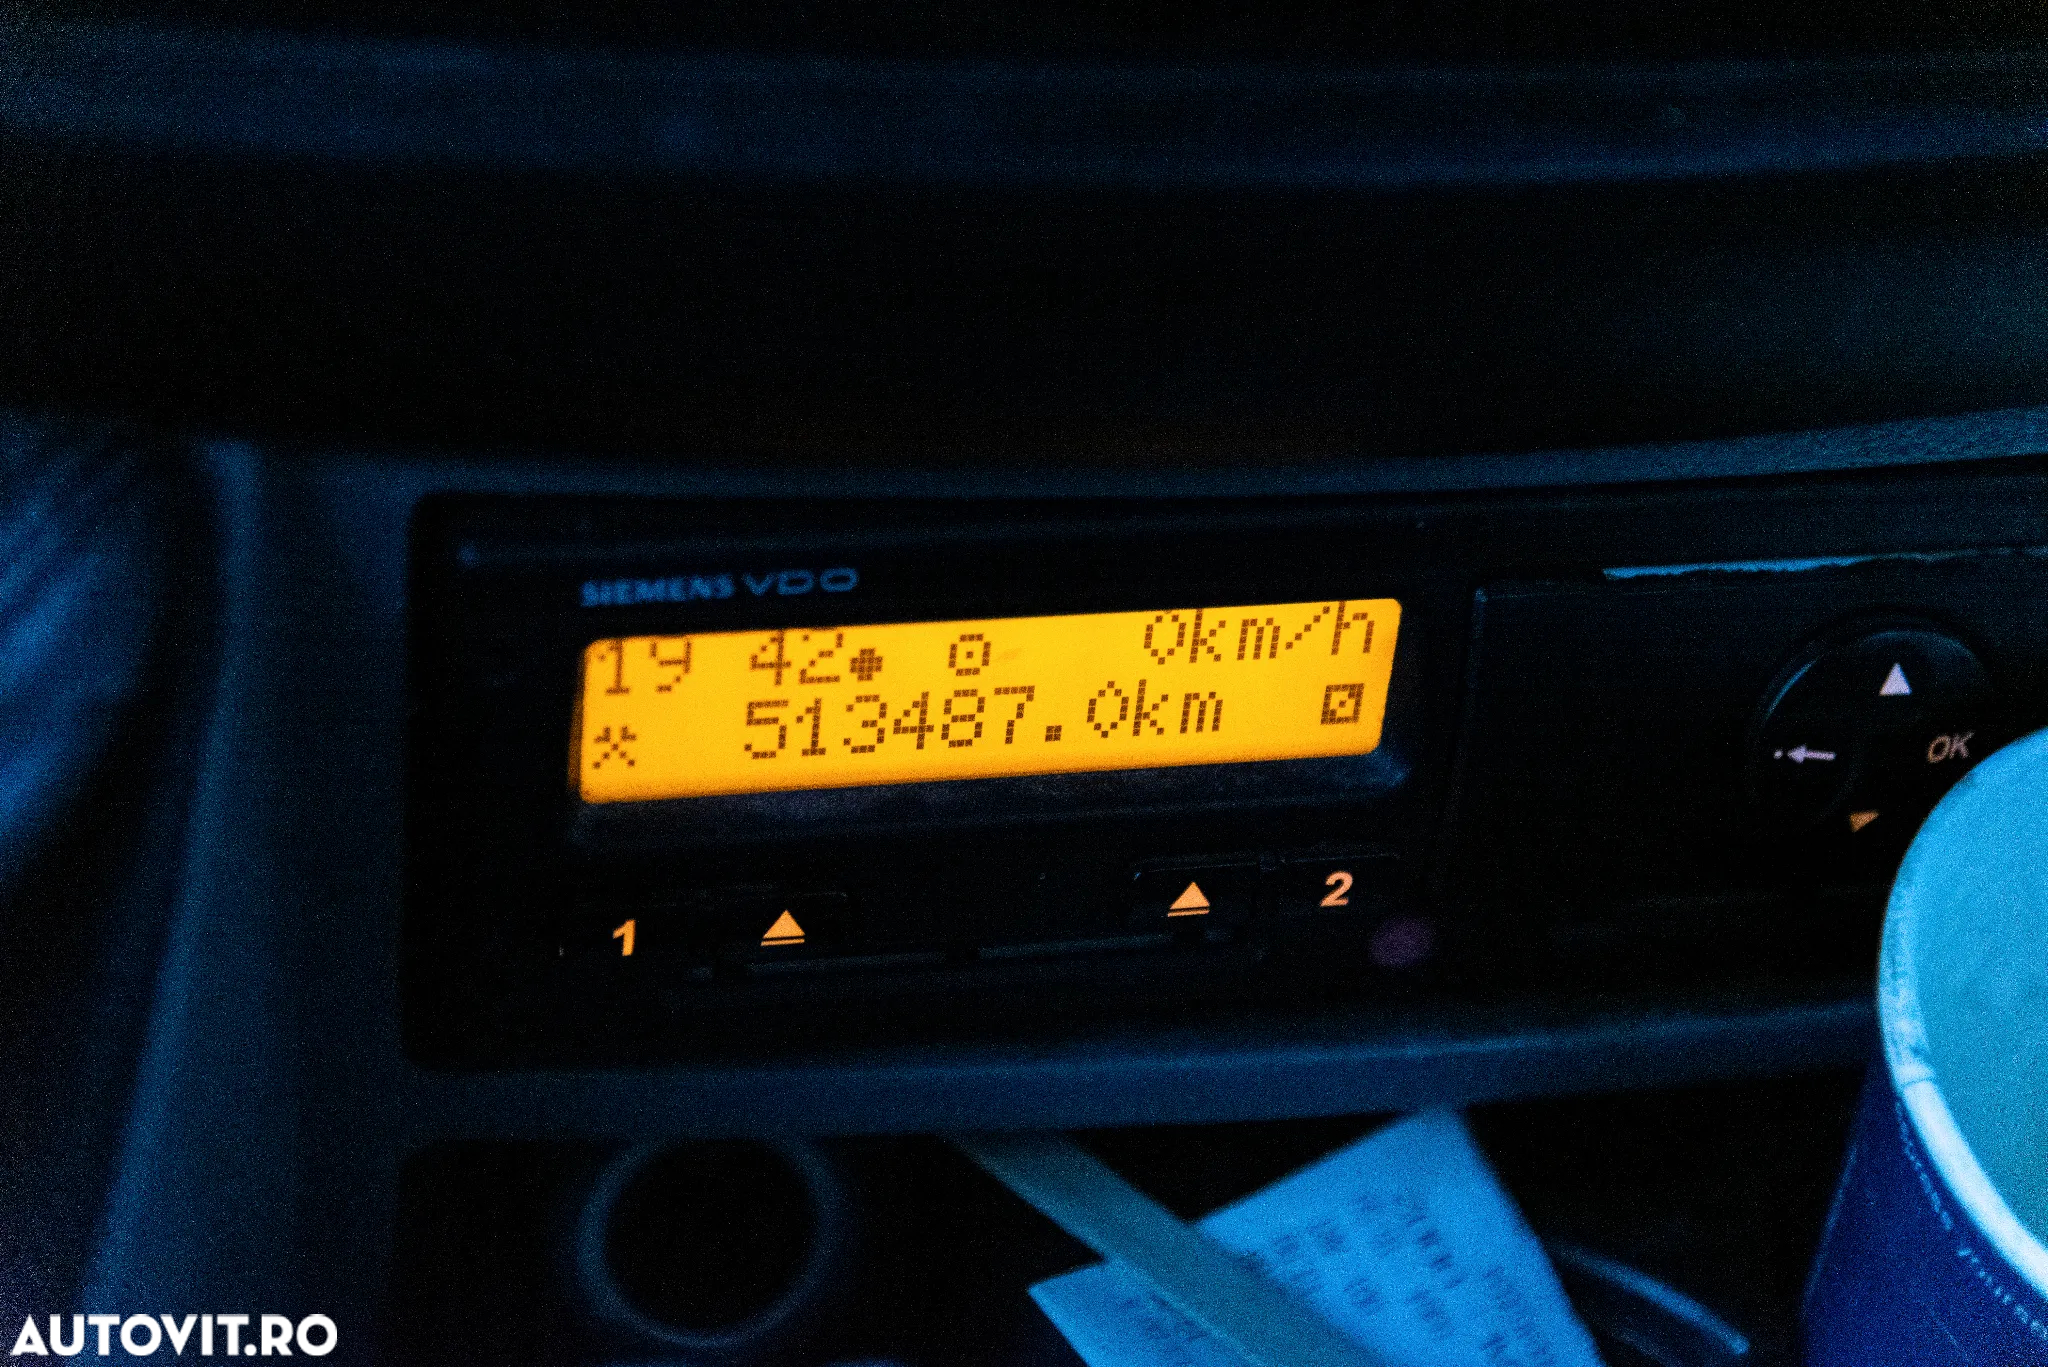 SIEMENS VDO
19 42 0km/h
513487.0km
OK
1 2
AUTOVIT.RO